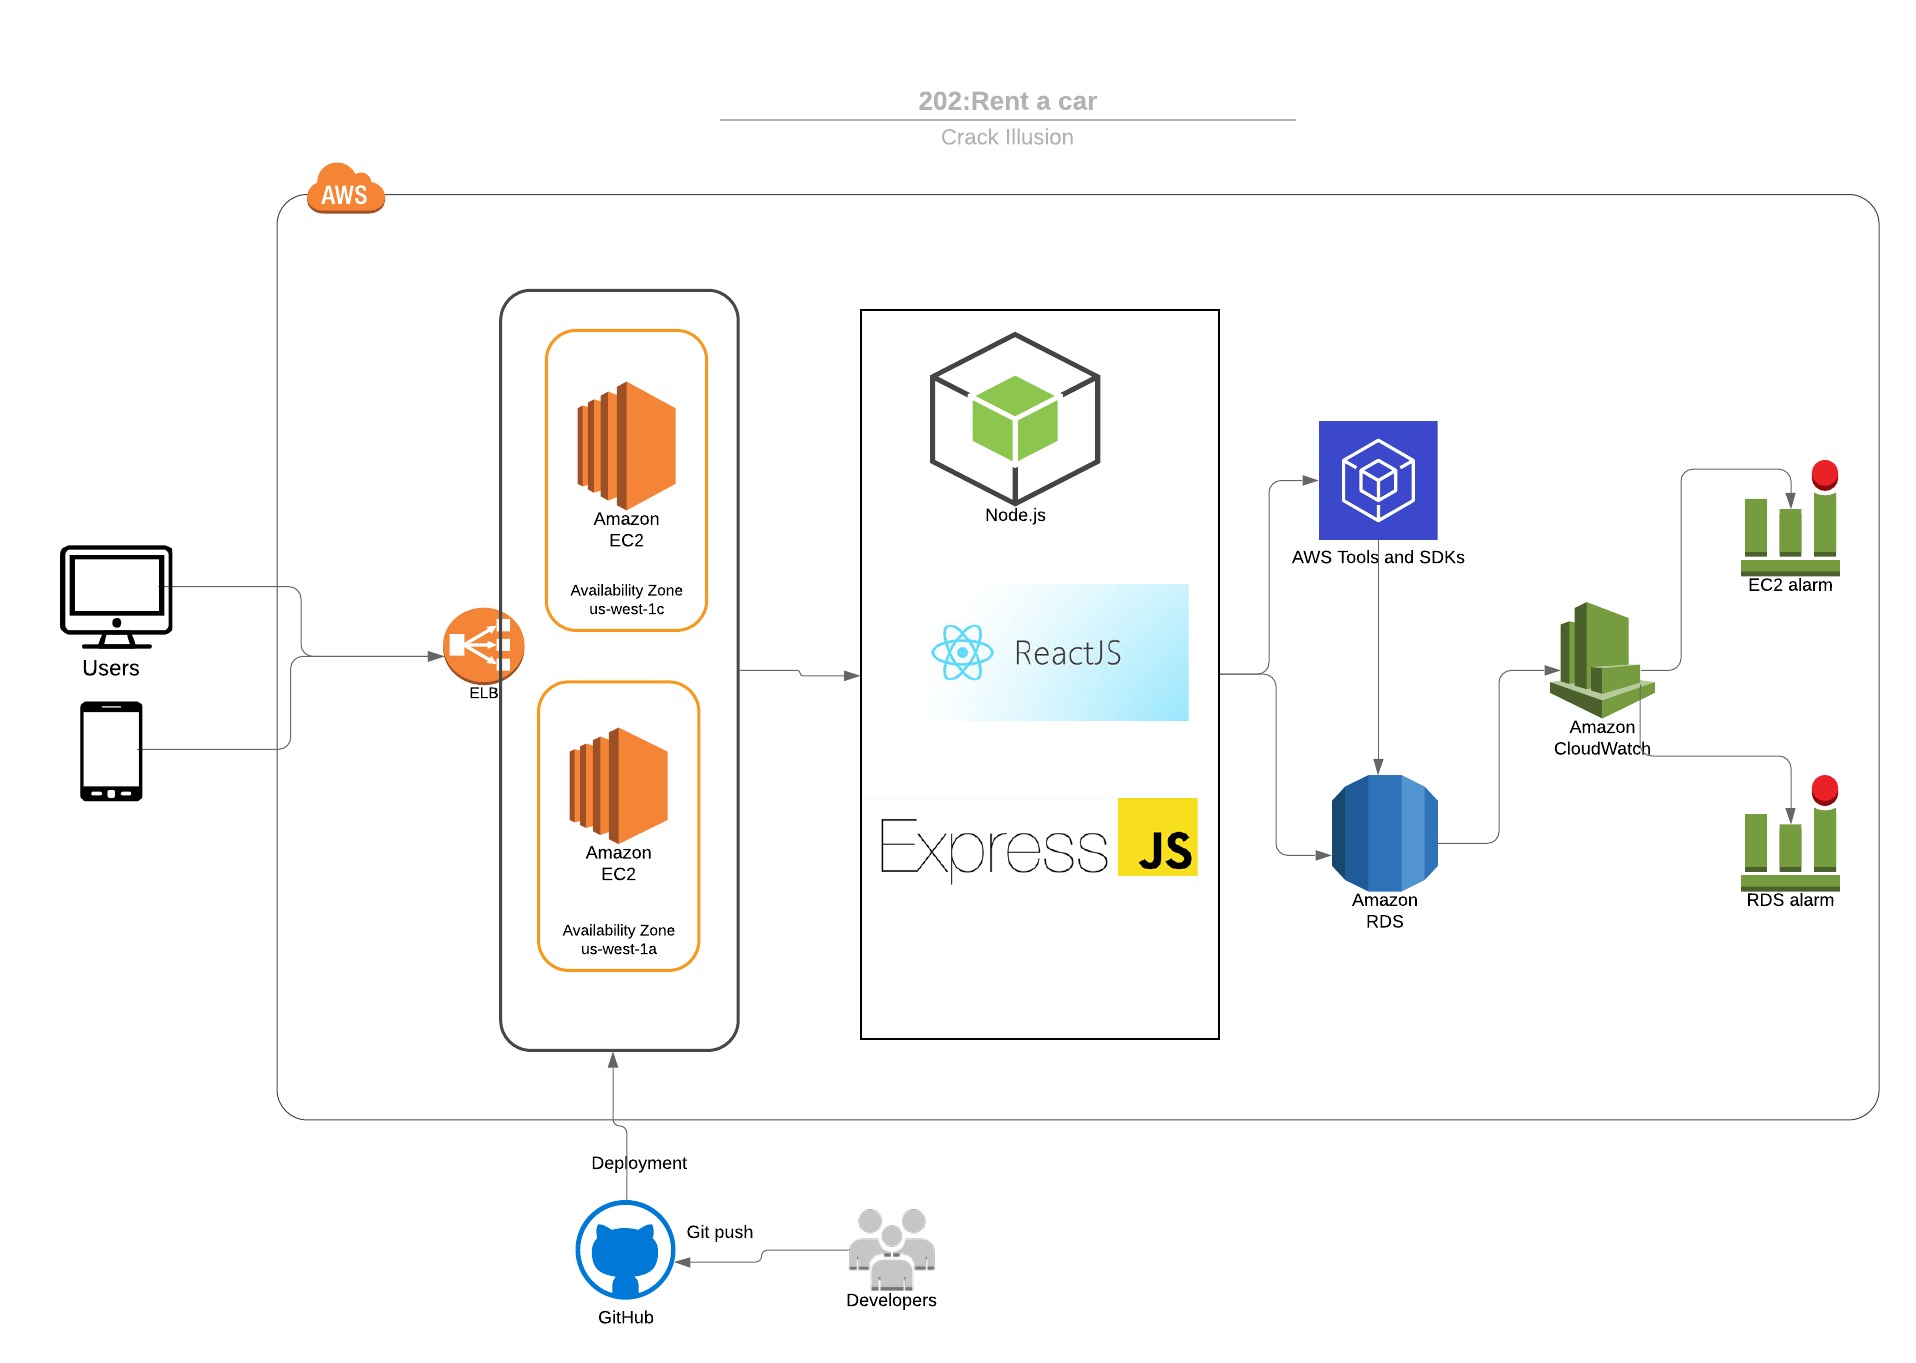 202:Rent a car
Crack Illusion
AWS
Amazon
EC2
Availability Zone
us-west-1c
Node.js
AWS Tools and SDKs
EC2 alarm
Users
ELB
ReactJS
Amazon
CloudWatch
Amazon
EC2
Availability Zone
us-west-1a
Express JS
Amazon
RDS
RDS alarm
Deployment
Git push
GitHub
Developers